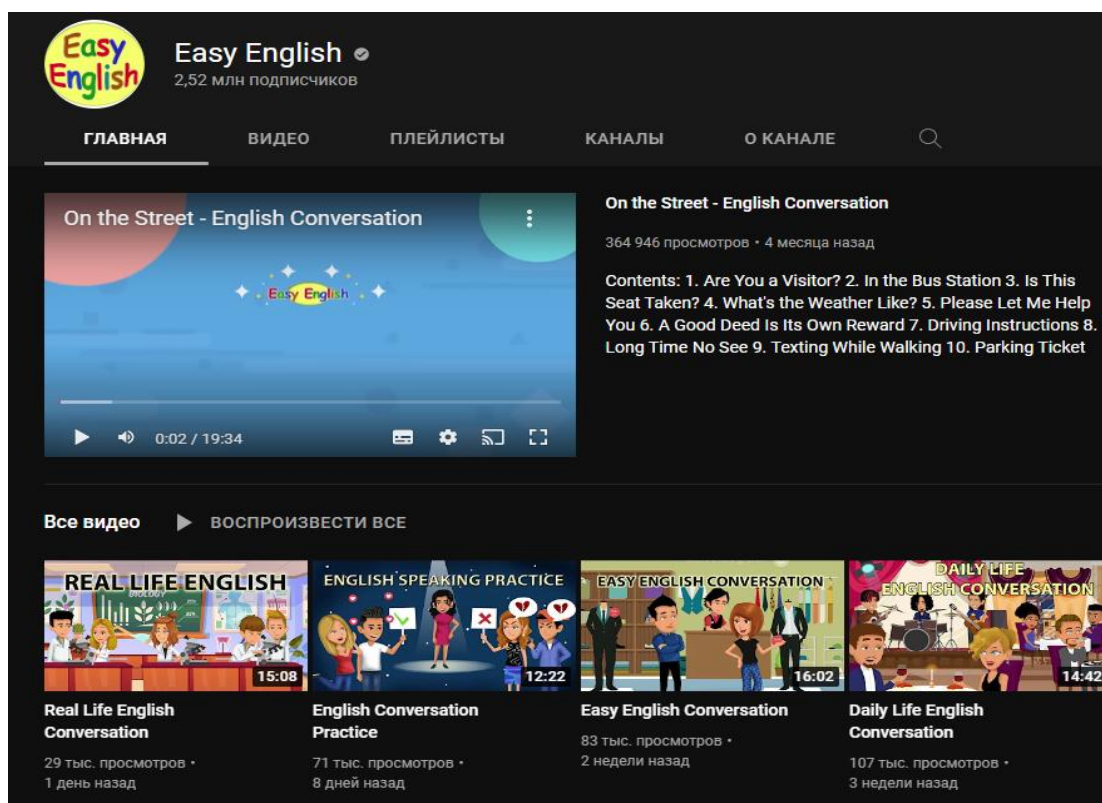 Easy
English
Easy English
2,52 млн подписчиков
ГЛАВНАЯ ВИДЕО ПЛЕЙЛИСТЫ КАНАЛЫ О КАНАЛЕ
On the Street - English Conversation
Easy English
0:02 / 19:34
On the Street - English Conversation
364 946 просмотров • 4 месяца назад
Contents: 1. Are You a Visitor? 2. In the Bus Station 3. Is This
Seat Taken? 4. What's the Weather Like? 5. Please Let Me Help
You 6. A Good Deed Is Its Own Reward 7. Driving Instructions 8.
Long Time No See 9. Texting While Walking 10. Parking Ticket
Все видео ВОСПРОИЗВЕСТИ ВСЕ
REAL LIFE ENGLISH
BIOLOGY
15:08
Real Life English
Conversation
29 тыс. просмотров •
1 день назад
ENGLISH SPEAKING PRACTICE
12:22
English Conversation
Practice
71 тыс. просмотров •
8 дней назад
EASY ENGLISH CONVERSATION
16:02
Easy English Conversation
83 тыс. просмотров •
2 недели назад
DAILY LIFE
ENGLISH CONVERSATION
14:42
Daily Life English
Conversation
107 тыс. просмотров •
3 недели назад